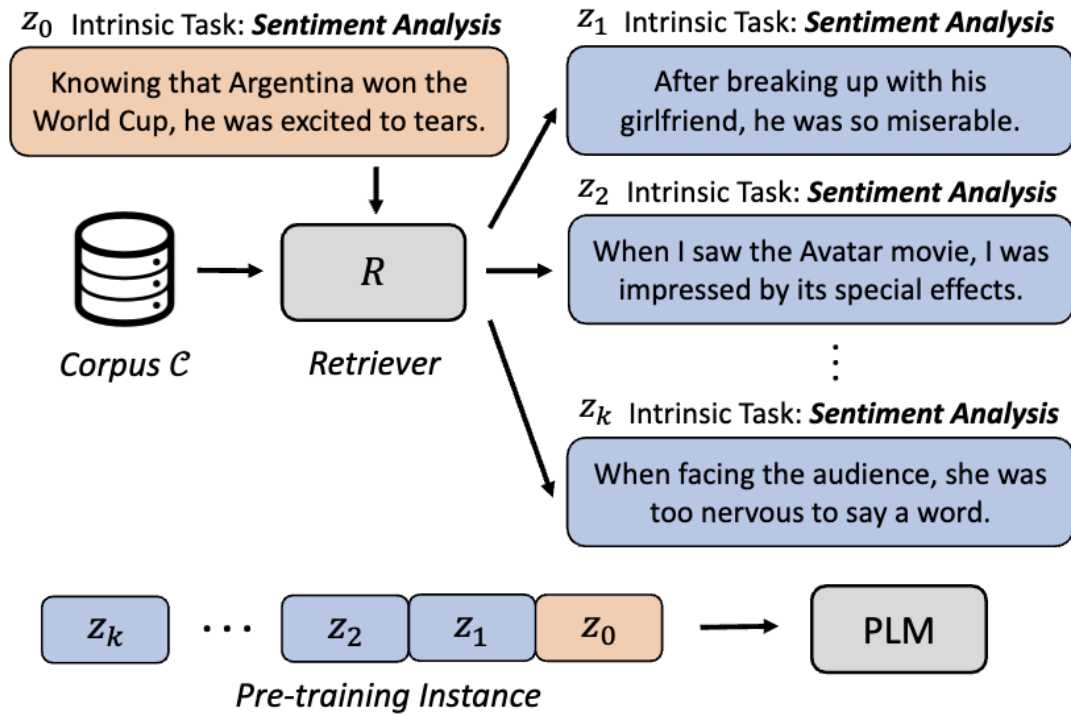 z₀ Intrinsic Task: Sentiment Analysis
Knowing that Argentina won the
World Cup, he was excited to tears.
z₁ Intrinsic Task: Sentiment Analysis
After breaking up with his
girlfriend, he was so miserable.
z₂ Intrinsic Task: Sentiment Analysis
When I saw the Avatar movie, I was
impressed by its special effects.
R
Corpus 𝒞
Retriever
⋮
zₖ Intrinsic Task: Sentiment Analysis
When facing the audience, she was
too nervous to say a word.
zₖ ··· z₂ z₁ z₀
PLM
Pre-training Instance